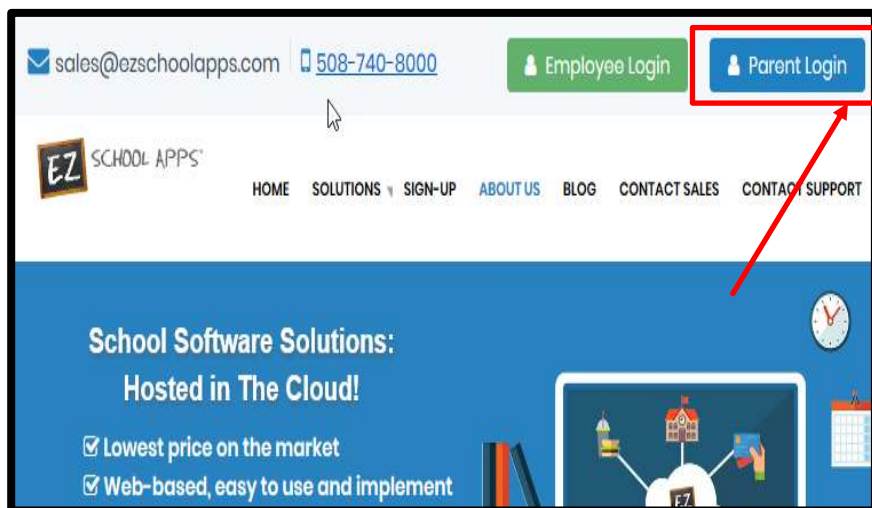 sales@ezschoolapps.com 508-740-8000 Employee Login Parent Login
EZ SCHOOL APPS
HOME SOLUTIONS SIGN-UP ABOUT US BLOG CONTACT SALES CONTACT SUPPORT
School Software Solutions:
Hosted in The Cloud!
Lowest price on the market
Web-based, easy to use and implement
EZ